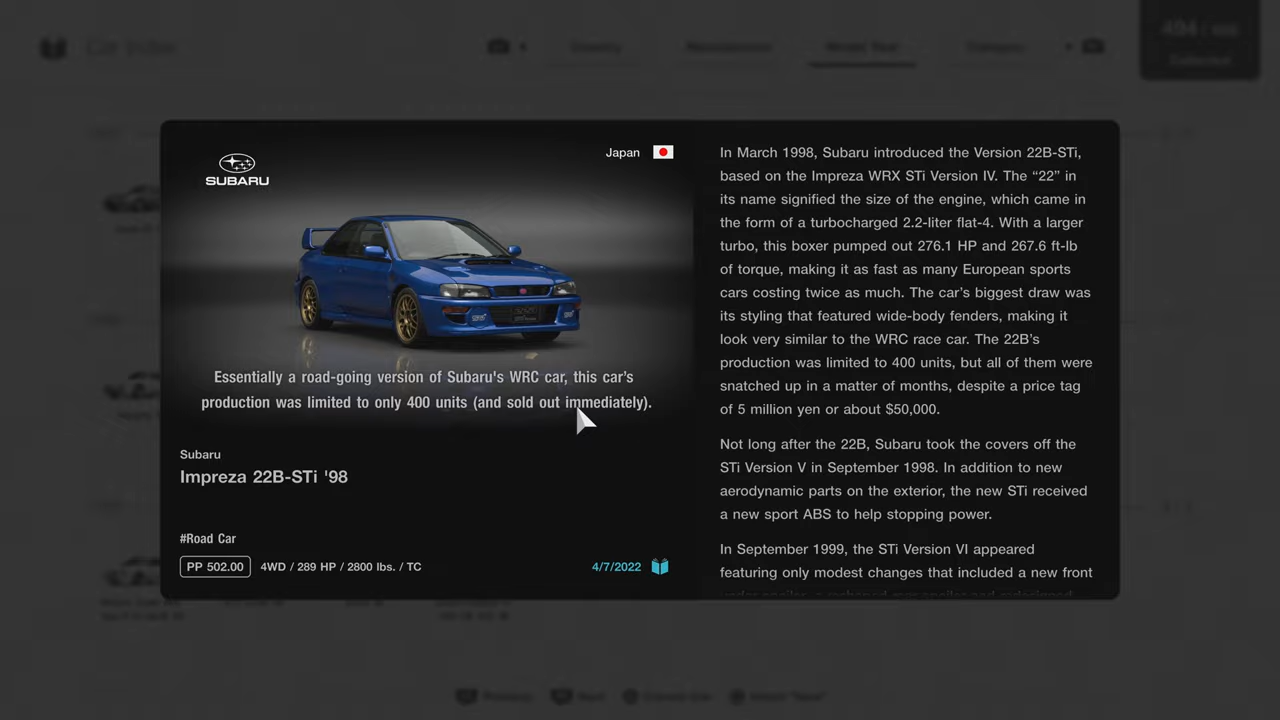 Car Index
Japan
SUBARU
Essentially a road-going version of Subaru's WRC car, this car's
production was limited to only 400 units (and sold out immediately).
Subaru
Impreza 22B-STi '98
#Road Car
PP 502.00
4WD / 289 HP / 2800 lbs. / TC
4/7/2022
In March 1998, Subaru introduced the Version 22B-STi,
based on the Impreza WRX STi Version IV. The “22” in
its name signified the size of the engine, which came in
the form of a turbocharged 2.2-liter flat-4. With a larger
turbo, this boxer pumped out 276.1 HP and 267.6 ft-lb
of torque, making it as fast as many European sports
cars costing twice as much. The car’s biggest draw was
its styling that featured wide-body fenders, making it
look very similar to the WRC race car. The 22B’s
production was limited to 400 units, but all of them were
snatched up in a matter of months, despite a price tag
of 5 million yen or about $50,000.
Not long after the 22B, Subaru took the covers off the
STi Version V in September 1998. In addition to new
aerodynamic parts on the exterior, the new STi received
a new sport ABS to help stopping power.
In September 1999, the STi Version VI appeared
featuring only modest changes that included a new front